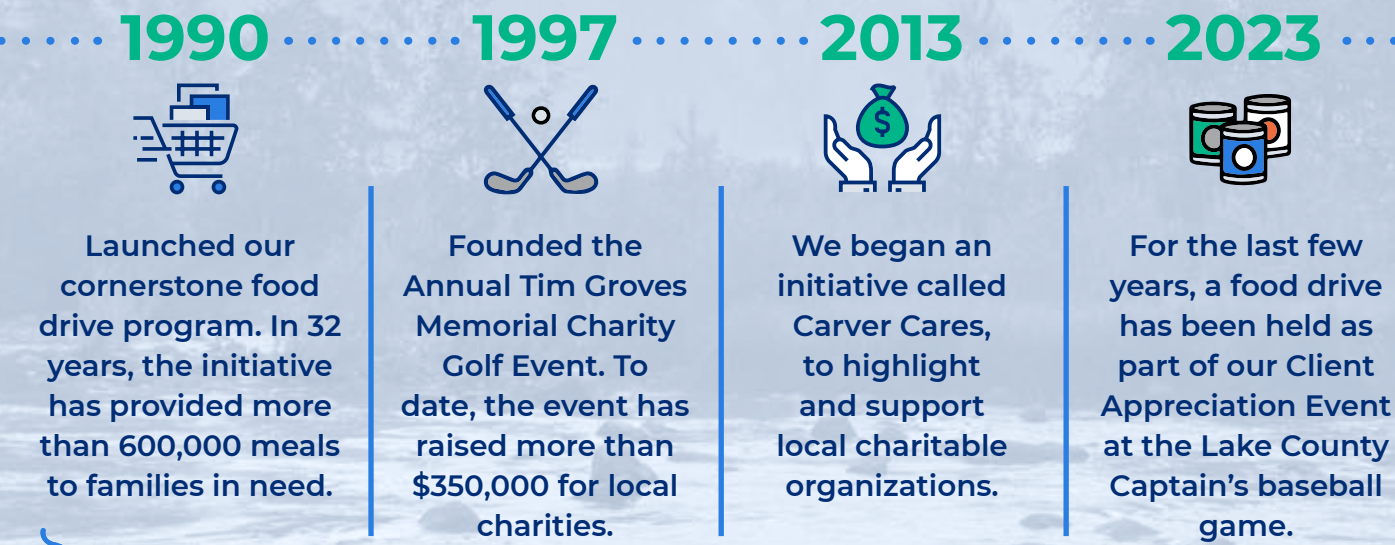 1990
Launched our
cornerstone food
drive program. In 32
years, the initiative
has provided more
than 600,000 meals
to families in need.
1997
Founded the
Annual Tim Groves
Memorial Charity
Golf Event. To
date, the event has
raised more than
$350,000 for local
charities.
2013
$
We began an
initiative called
Carver Cares,
to highlight
and support
local charitable
organizations.
2023
For the last few
years, a food drive
has been held as
part of our Client
Appreciation Event
at the Lake County
Captain’s baseball
game.